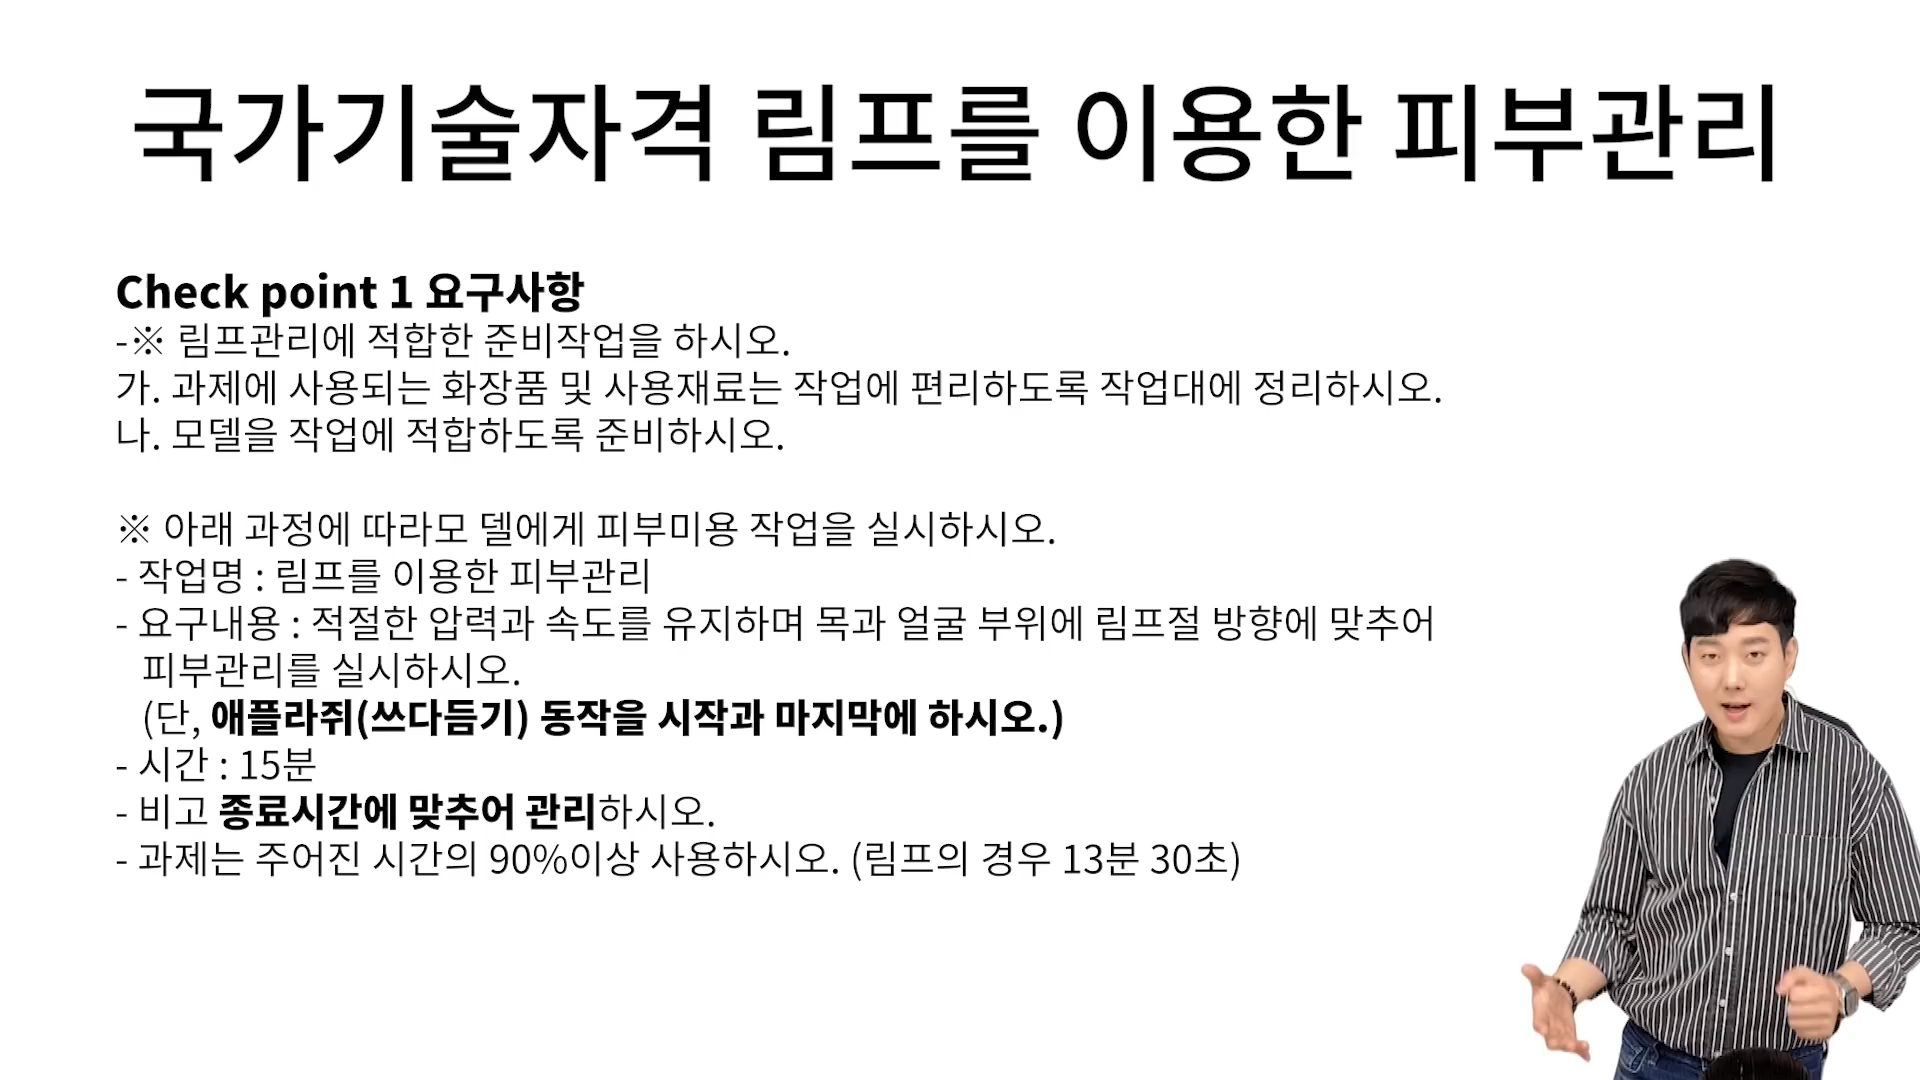 국가기술자격 림프를 이용한 피부관리
Check point 1 요구사항
-※ 림프관리에 적합한 준비작업을 하시오.
가. 과제에 사용되는 화장품 및 사용재료는 작업에 편리하도록 작업대에 정리하시오.
나. 모델을 작업에 적합하도록 준비하시오.
※ 아래 과정에 따라모 델에게 피부미용 작업을 실시하시오.
- 작업명 : 림프를 이용한 피부관리
- 요구내용 : 적절한 압력과 속도를 유지하며 목과 얼굴 부위에 림프절 방향에 맞추어
피부관리를 실시하시오.
(단, 애플라쥐(쓰다듬기) 동작을 시작과 마지막에 하시오.)
- 시간 : 15분
- 비고 종료시간에 맞추어 관리하시오.
- 과제는 주어진 시간의 90%이상 사용하시오. (림프의 경우 13분 30초)